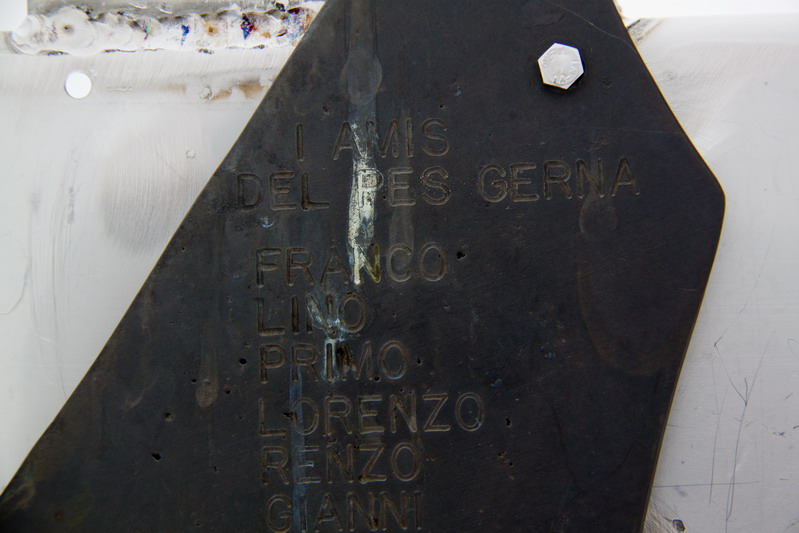 I AMIS
DEL PES GERNA
FRANCO
LINO
PRIMO
LORENZO
RENZO
GIANNI